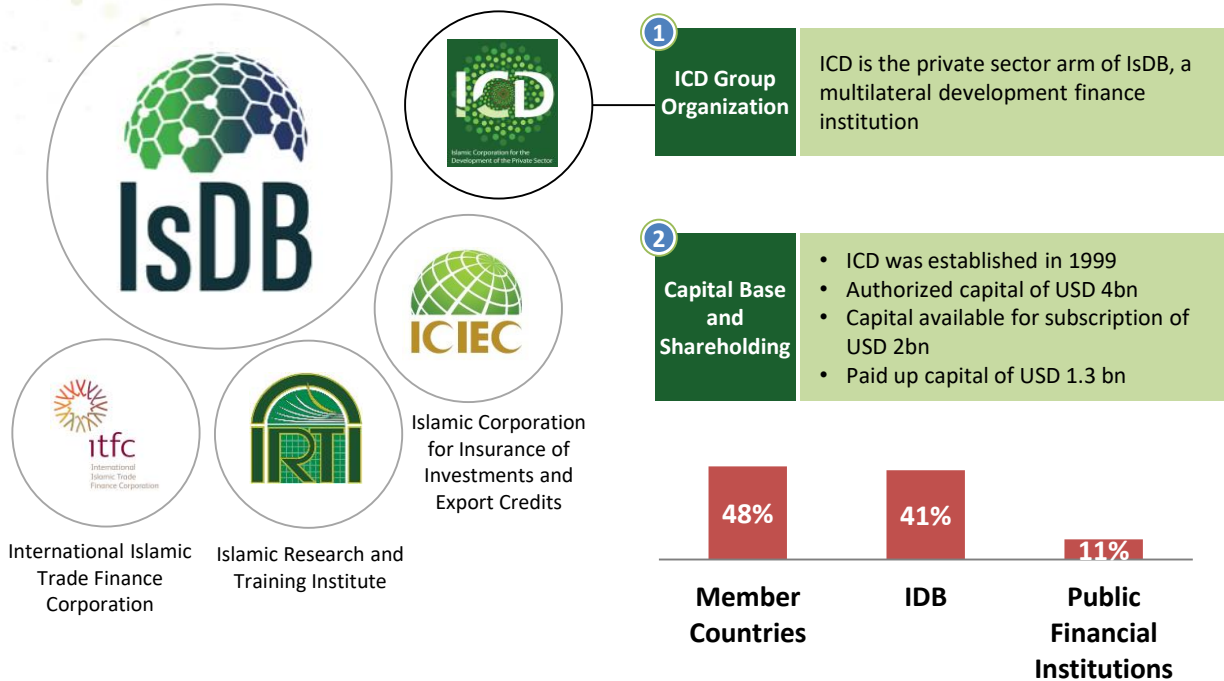 IsDB
ICD
Islamic Corporation for the
Development of the Private Sector
ICIEC
Islamic Corporation
for Insurance of
Investments and
Export Credits
itfc
International
Islamic Trade
Finance Corporation
International Islamic
Trade Finance
Corporation
IRTI
Islamic Research and
Training Institute
1
ICD Group
Organization
ICD is the private sector arm of IsDB, a
multilateral development finance
institution
2
Capital Base
and
Shareholding
• ICD was established in 1999
• Authorized capital of USD 4bn
• Capital available for subscription of
USD 2bn
• Paid up capital of USD 1.3 bn
48%
41%
11%
Member
Countries
IDB
Public
Financial
Institutions